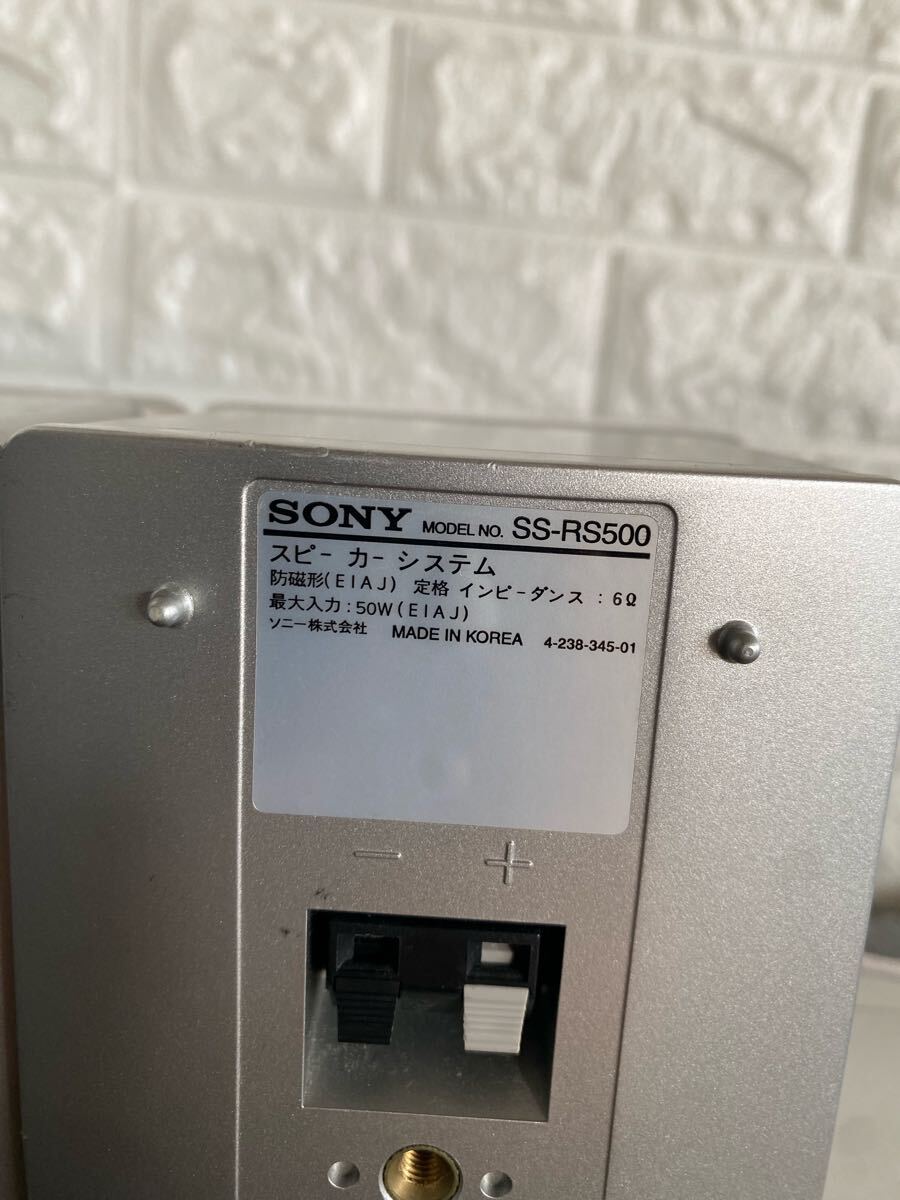 SONY MODEL NO. SS-RS500
スピーカーシステム
防磁形(EIAJ) 定格 インピーダンス : 6Ω
最大入力 : 50W (EIAJ)
ソニー株式会社 MADE IN KOREA 4-238-345-01
− +